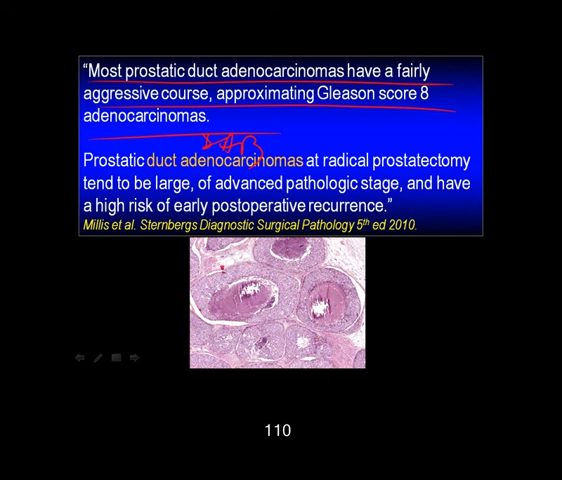 “Most prostatic duct adenocarcinomas have a fairly
aggressive course, approximating Gleason score 8
adenocarcinomas.
Prostatic duct adenocarcinomas at radical prostatectomy
tend to be large, of advanced pathologic stage, and have
a high risk of early postoperative recurrence.”
Millis et al. Sternbergs Diagnostic Surgical Pathology 5th ed 2010.
110